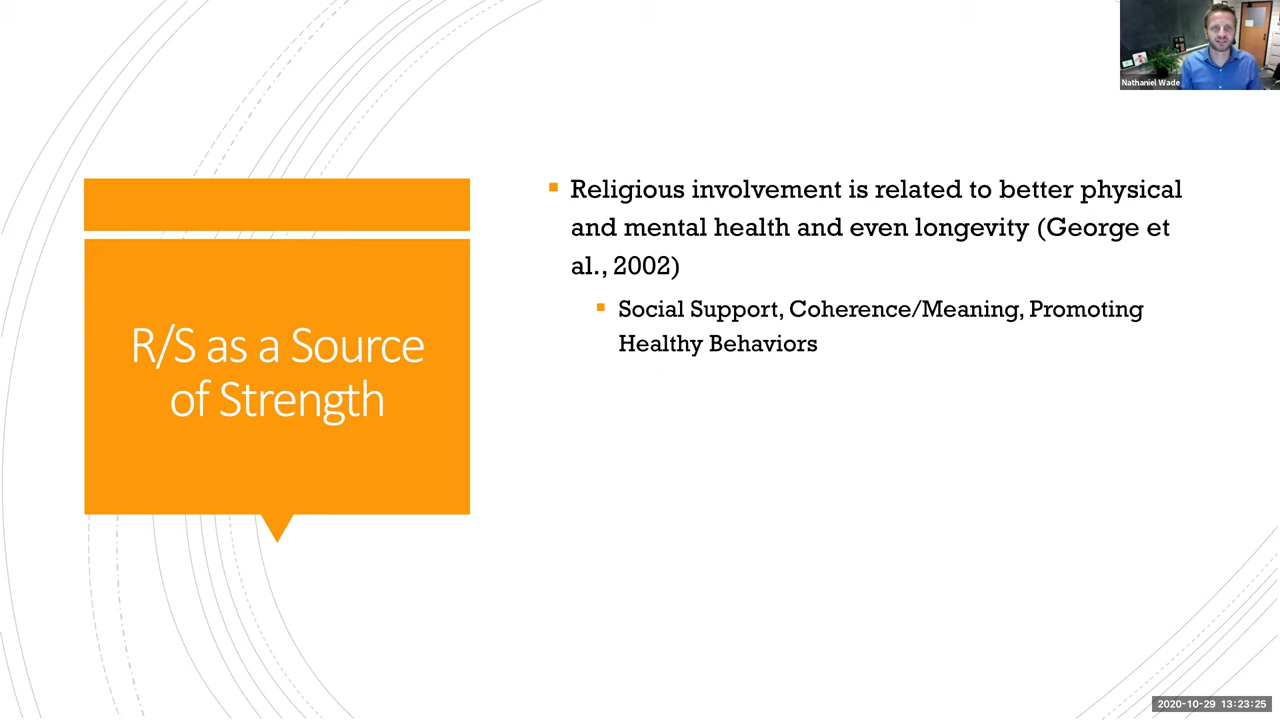 Nathaniel Wade
R/S as a Source
of Strength
Religious involvement is related to better physical
and mental health and even longevity (George et
al., 2002)
Social Support, Coherence/Meaning, Promoting
Healthy Behaviors
2020-10-29 13:23:25